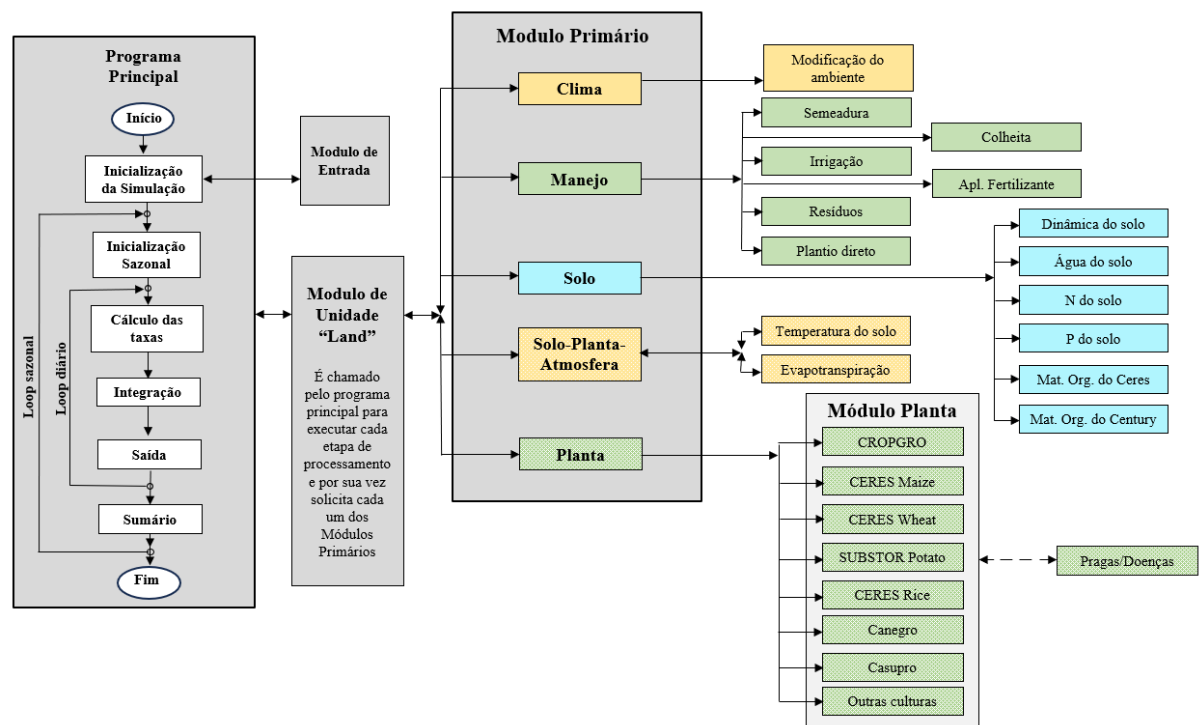 Programa
Principal
Início
Inicialização
da Simulação
Inicialização
Sazonal
Cálculo das
taxas
Integração
Saída
Sumário
Fim
Loop sazonal
Loop diário
Modulo de
Entrada
Modulo de
Unidade
“Land”
É chamado
pelo programa
principal para
executar cada
etapa de
processamento
e por sua vez
solicita cada
um dos
Módulos
Primários
Modulo Primário
Clima
Manejo
Solo
Solo-Planta-
Atmosfera
Planta
Modificação do
ambiente
Semeadura
Colheita
Irrigação
Apl. Fertilizante
Resíduos
Plantio direto
Dinâmica do solo
Água do solo
N do solo
P do solo
Mat. Org. do Ceres
Mat. Org. do Century
Temperatura do solo
Evapotranspiração
Módulo Planta
CROPGRO
CERES Maize
CERES Wheat
SUBSTOR Potato
CERES Rice
Canegro
Casupro
Outras culturas
Pragas/Doenças